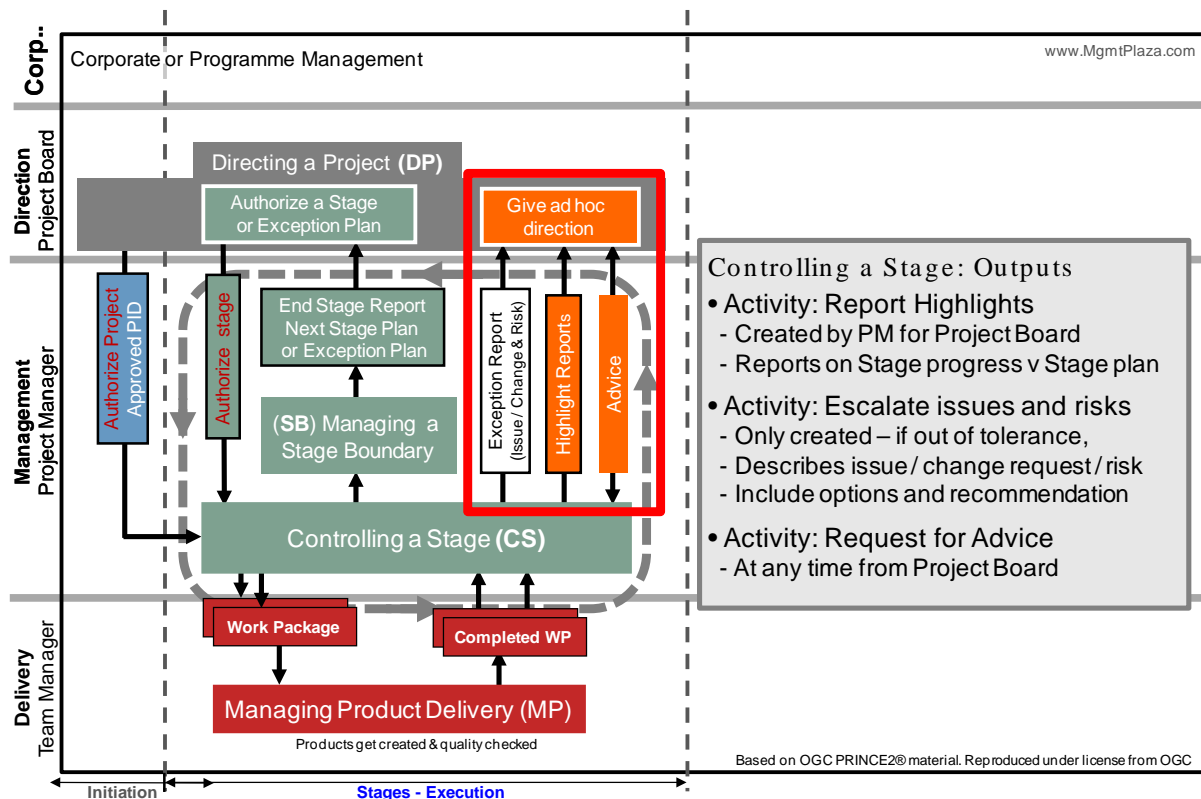 Corp..
Corporate or Programme Management
www.MgmtPlaza.com
Direction
Project Board
Directing a Project (DP)
Authorize a Stage
or Exception Plan
Give ad hoc
direction
Management
Project Manager
Authorize Project
Approved PID
Authorize stage
End Stage Report
Next Stage Plan
or Exception Plan
(SB) Managing a
Stage Boundary
Exception Report
(Issue / Change & Risk)
Highlight Reports
Advice
Controlling a Stage (CS)
Controlling a Stage: Outputs
• Activity: Report Highlights
- Created by PM for Project Board
- Reports on Stage progress v Stage plan
• Activity: Escalate issues and risks
- Only created – if out of tolerance,
- Describes issue / change request / risk
- Include options and recommendation
• Activity: Request for Advice
- At any time from Project Board
Delivery
Team Manager
Work Package
Completed WP
Managing Product Delivery (MP)
Products get created & quality checked
Based on OGC PRINCE2® material. Reproduced under license from OGC
Initiation
Stages - Execution